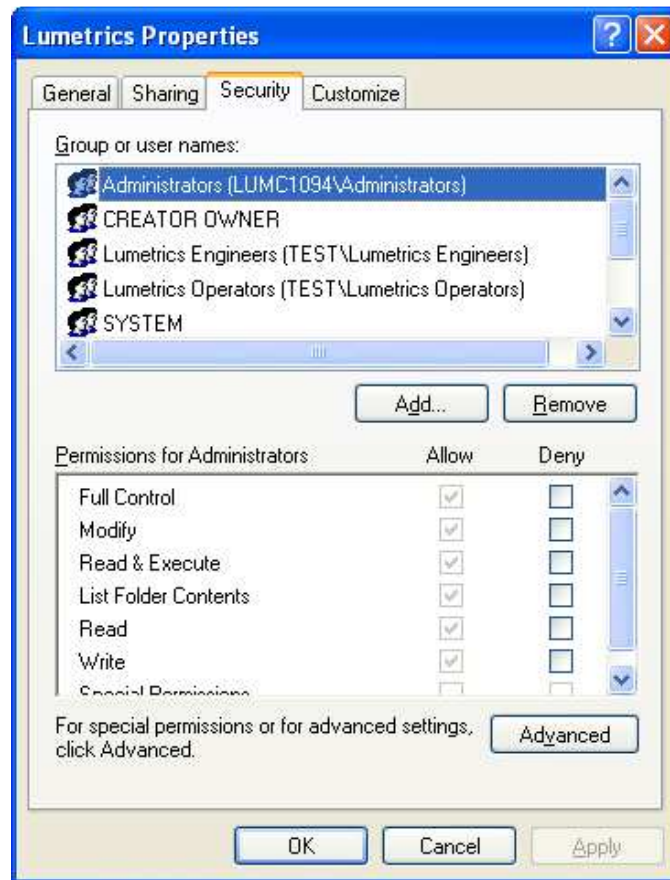 Lumetrics Properties
General Sharing Security Customize
Group or user names:
Administrators (LUMC1094\Administrators)
CREATOR OWNER
Lumetrics Engineers (TEST\Lumetrics Engineers)
Lumetrics Operators (TEST\Lumetrics Operators)
SYSTEM
Add... Remove
Permissions for Administrators Allow Deny
Full Control
Modify
Read & Execute
List Folder Contents
Read
Write
Special Permissions
For special permissions or for advanced settings,
click Advanced.
Advanced
OK Cancel Apply